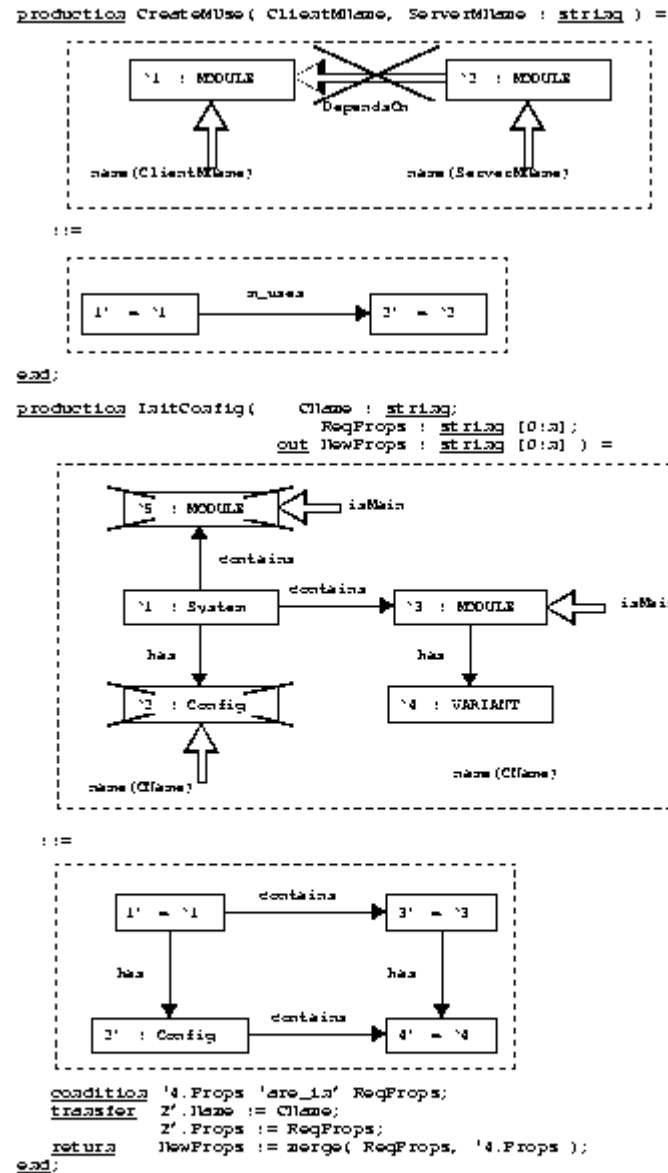 production CreateMUse( ClientMName, ServerMName : string ) =
`1 : MODULE
`2 : MODULE
DependsOn
name(ClientMName)
name(ServerMName)
::=
m_uses
1' = `1
2' = `2
end;
production InitConfig( CName : string;
ReqProps : string [0:n];
out NewProps : string [0:n] ) =
`5 : MODULE
isMain
contains
contains
`1 : System
`3 : MODULE
isMain
has
has
`2 : Config
`4 : VARIANT
name(CName)
name(CName)
::=
contains
1' = `1
3' = `3
has
has
contains
2' : Config
4' = `4
condition '4.Props 'are_in' ReqProps;
transfer 2'.Name := CName;
2'.Props := ReqProps;
return NewProps := merge( ReqProps, '4.Props );
end;